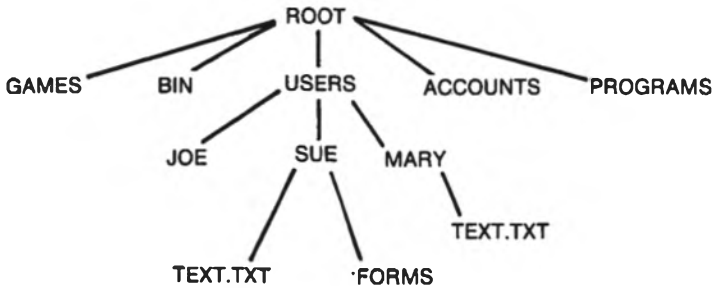 ROOT
GAMES BIN USERS ACCOUNTS PROGRAMS
JOE SUE MARY
TEXT.TXT
TEXT.TXT FORMS